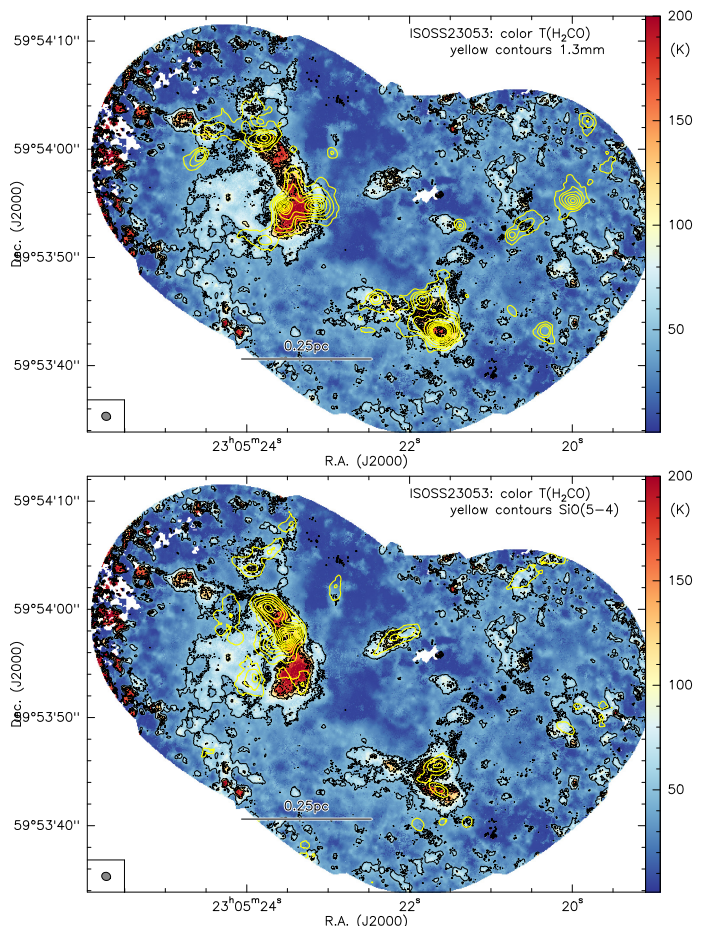 ISOSS23053: color T(H₂CO)
yellow contours 1.3mm
200
(K)
150
100
50
59°54'10''
59°54'00''
59°53'50''
59°53'40''
Dec. (J2000)
0.25pc
23ʰ05ᵐ24ˢ
22ˢ
20ˢ
R.A. (J2000)
ISOSS23053: color T(H₂CO)
yellow contours SiO(5−4)
200
(K)
150
100
50
59°54'10''
59°54'00''
59°53'50''
59°53'40''
Dec. (J2000)
0.25pc
23ʰ05ᵐ24ˢ
22ˢ
20ˢ
R.A. (J2000)